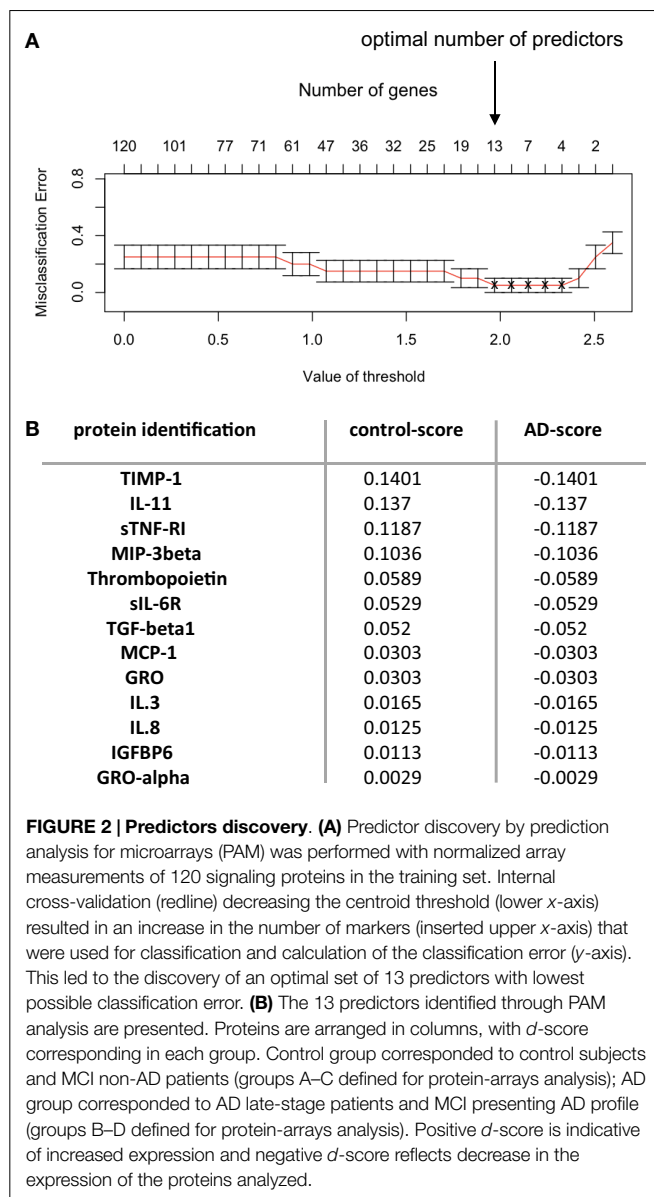 A
optimal number of predictors
Number of genes
120 101 77 71 61 47 36 32 25 19 13 7 4 2
Misclassification Error
0.8
0.4
0.0
0.0 0.5 1.0 1.5 2.0 2.5
Value of threshold
B protein identification control-score AD-score
TIMP-1 0.1401 -0.1401
IL-11 0.137 -0.137
sTNF-RI 0.1187 -0.1187
MIP-3beta 0.1036 -0.1036
Thrombopoietin 0.0589 -0.0589
sIL-6R 0.0529 -0.0529
TGF-beta1 0.052 -0.052
MCP-1 0.0303 -0.0303
GRO 0.0303 -0.0303
IL.3 0.0165 -0.0165
IL.8 0.0125 -0.0125
IGFBP6 0.0113 -0.0113
GRO-alpha 0.0029 -0.0029
FIGURE 2 | Predictors discovery. (A) Predictor discovery by prediction
analysis for microarrays (PAM) was performed with normalized array
measurements of 120 signaling proteins in the training set. Internal
cross-validation (redline) decreasing the centroid threshold (lower x-axis)
resulted in an increase in the number of markers (inserted upper x-axis) that
were used for classification and calculation of the classification error (y-axis).
This led to the discovery of an optimal set of 13 predictors with lowest
possible classification error. (B) The 13 predictors identified through PAM
analysis are presented. Proteins are arranged in columns, with d-score
corresponding in each group. Control group corresponded to control subjects
and MCI non-AD patients (groups A–C defined for protein-arrays analysis); AD
group corresponded to AD late-stage patients and MCI presenting AD profile
(groups B–D defined for protein-arrays analysis). Positive d-score is indicative
of increased expression and negative d-score reflects decrease in the
expression of the proteins analyzed.